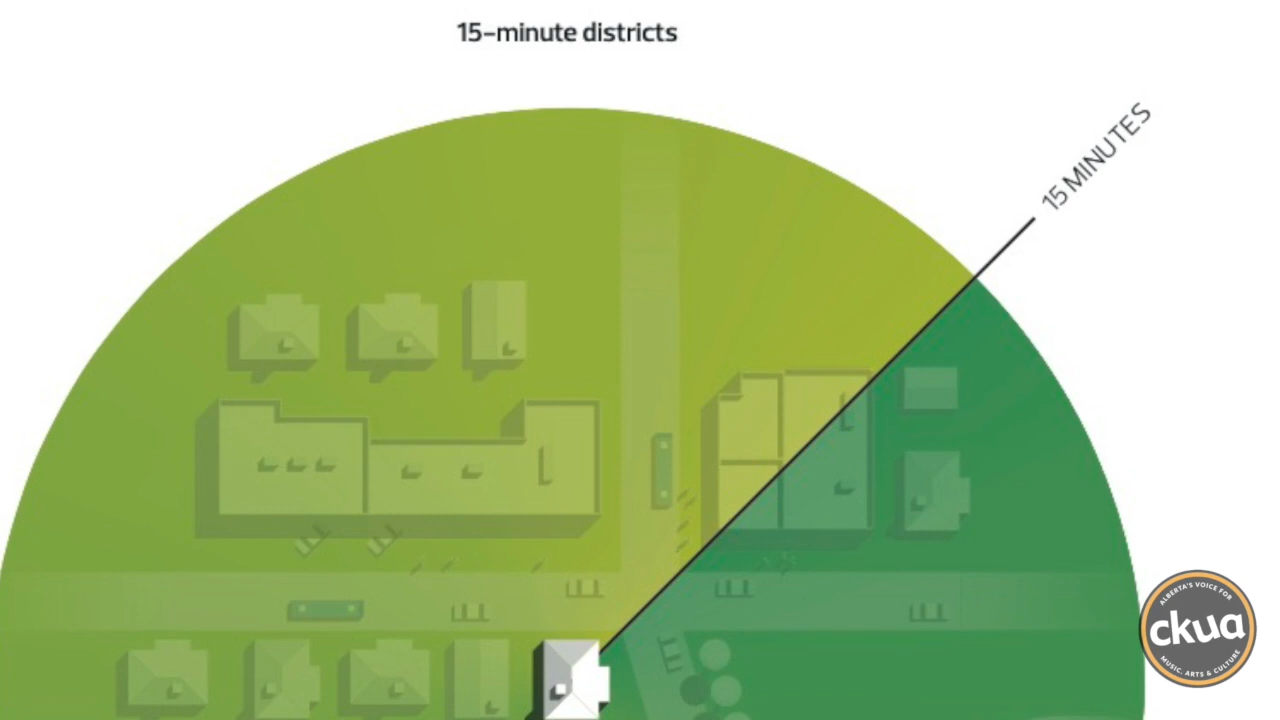 15-minute districts
15 MINUTES
ALBERTA'S VOICE FOR
ckua
MUSIC, ARTS & CULTURE